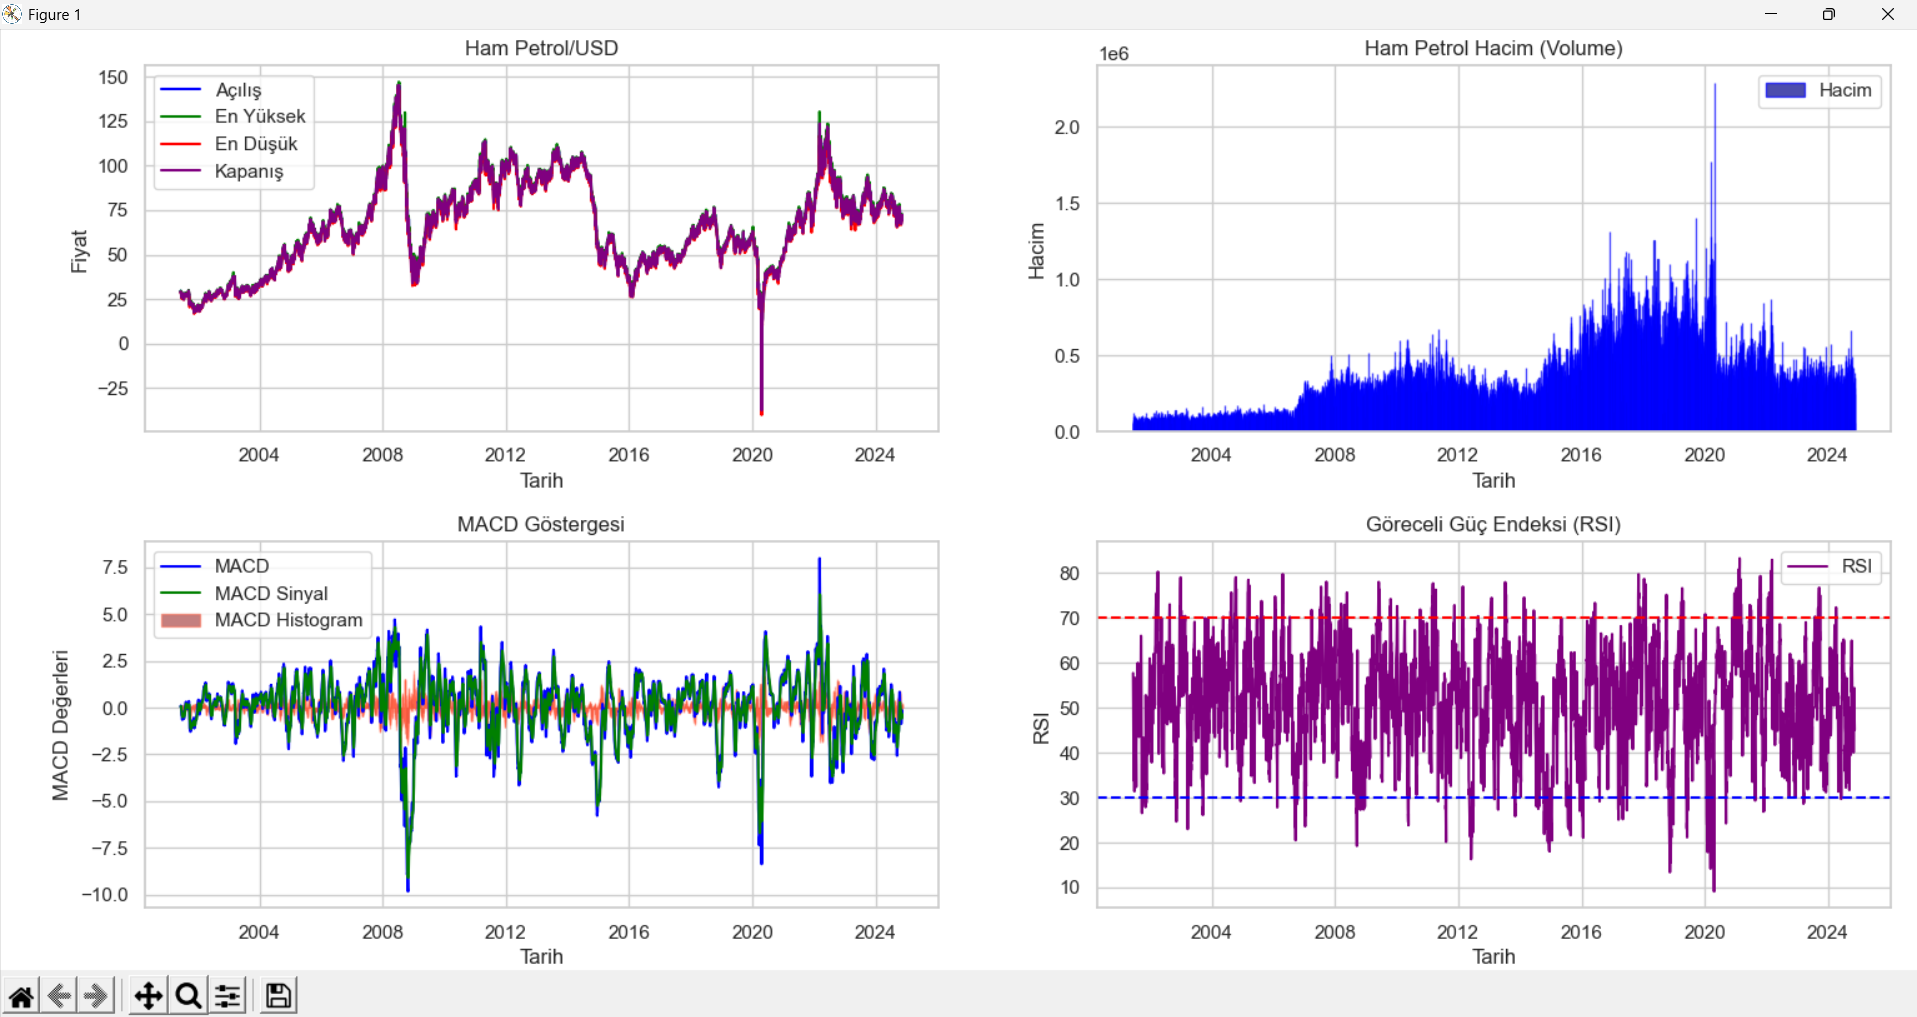 Figure 1
Ham Petrol/USD
150
125
100
75
50
25
0
−25
Fiyat
Açılış
En Yüksek
En Düşük
Kapanış
2004 2008 2012 2016 2020 2024
Tarih
Ham Petrol Hacim (Volume)
1e6
2.0
1.5
1.0
0.5
0.0
Hacim
Hacim
2004 2008 2012 2016 2020 2024
Tarih
MACD Göstergesi
7.5
5.0
2.5
0.0
−2.5
−5.0
−7.5
−10.0
MACD Değerleri
MACD
MACD Sinyal
MACD Histogram
2004 2008 2012 2016 2020 2024
Tarih
Göreceli Güç Endeksi (RSI)
80
70
60
50
40
30
20
10
RSI
RSI
2004 2008 2012 2016 2020 2024
Tarih